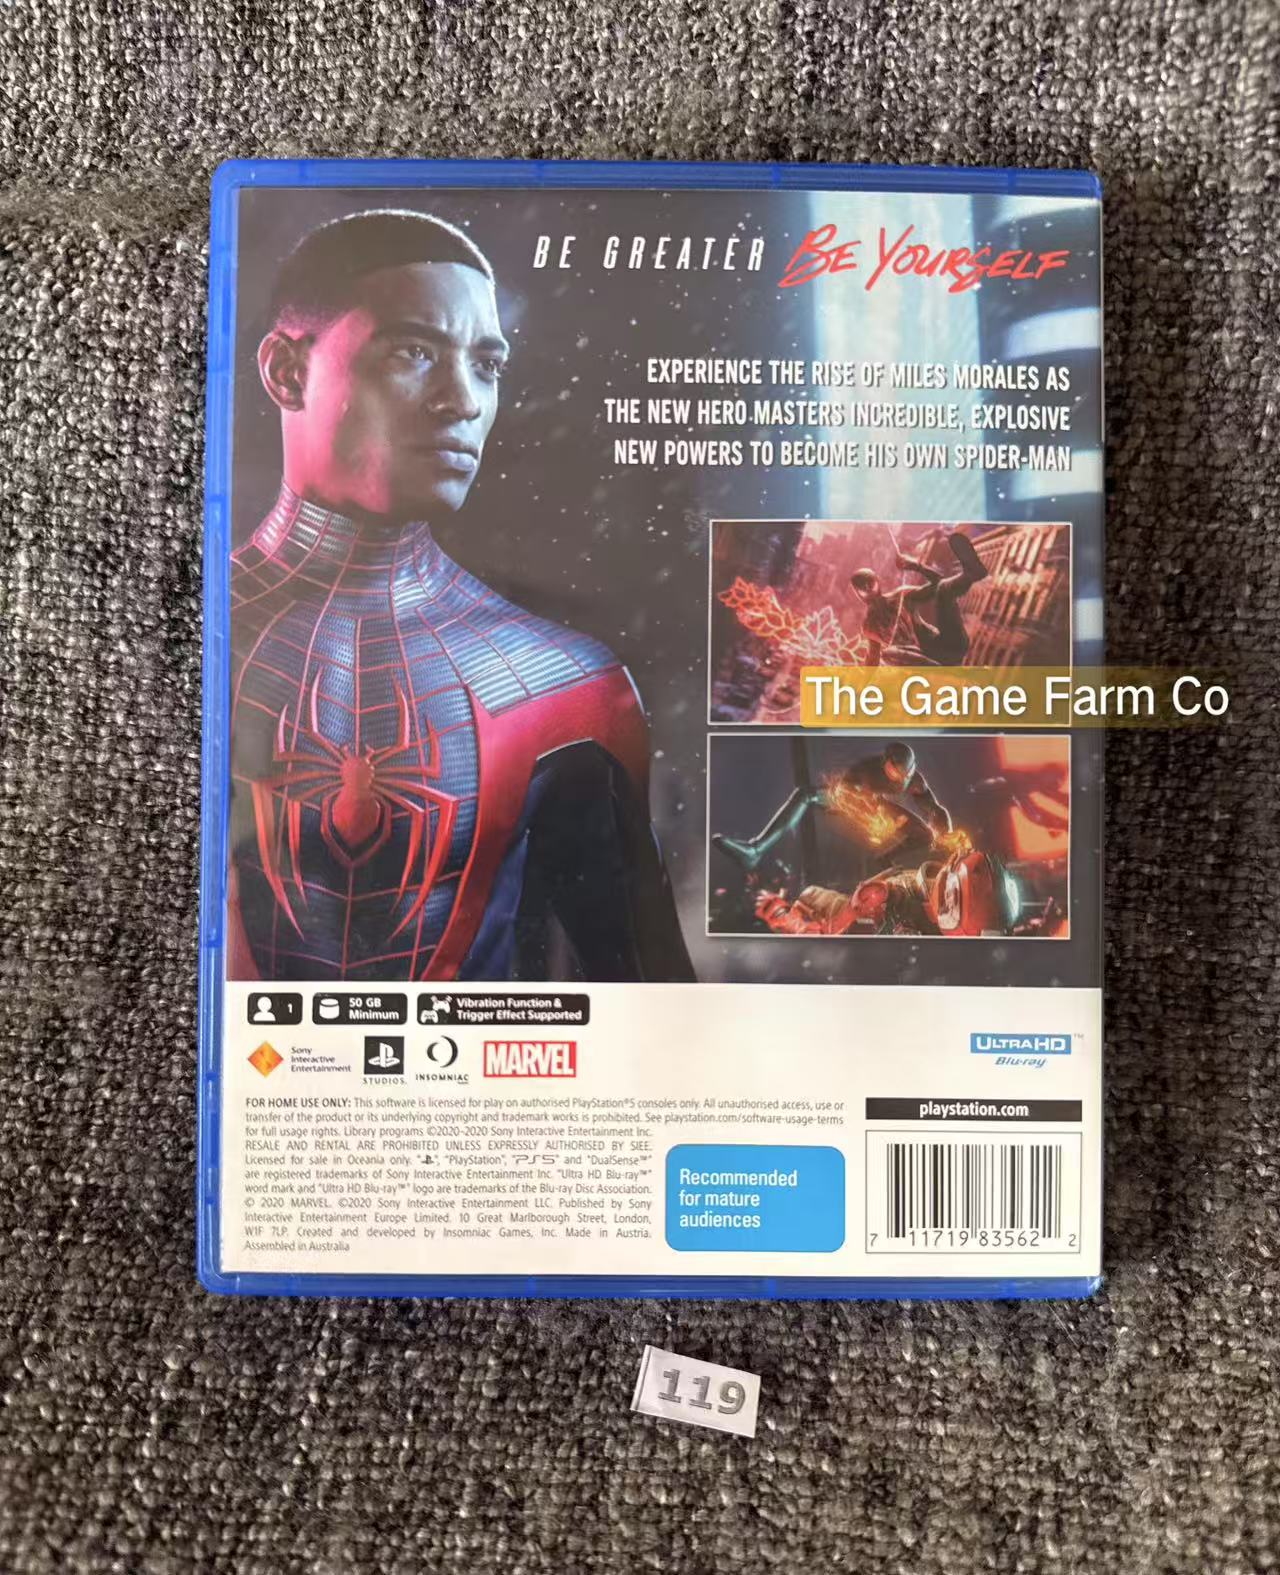 BE GREATER BE YOURSELF
EXPERIENCE THE RISE OF MILES MORALES AS
THE NEW HERO MASTERS INCREDIBLE, EXPLOSIVE
NEW POWERS TO BECOME HIS OWN SPIDER-MAN
The Game Farm Co
1
50 GB
Minimum
Vibration Function &
Trigger Effect Supported
Sony
Interactive
Entertainment
STUDIOS
INSOMNIAC
MARVEL
ULTRA HD
Blu-ray™
FOR HOME USE ONLY: This software is licensed for play on authorised PlayStation®5 consoles only. All unauthorised access, use or
transfer of the product or its underlying copyright and trademark works is prohibited. See playstation.com/software-usage-terms
for full usage rights. Library programs ©2020-2020 Sony Interactive Entertainment Inc.
RESALE AND RENTAL ARE PROHIBITED UNLESS EXPRESSLY AUTHORISED BY SIEE.
Licensed for sale in Oceania only. "", "PlayStation", "PS5" and "DualSense™"
are registered trademarks of Sony Interactive Entertainment Inc. "Ultra HD Blu-ray™"
word mark and "Ultra HD Blu-ray™" logo are trademarks of the Blu-ray Disc Association.
© 2020 MARVEL. ©2020 Sony Interactive Entertainment LLC. Published by Sony
Interactive Entertainment Europe Limited. 10 Great Marlborough Street, London,
W1F 7LP. Created and developed by Insomniac Games, Inc. Made in Austria.
Assembled in Australia
Recommended
for mature
audiences
playstation.com
7 11719 83562 2
119